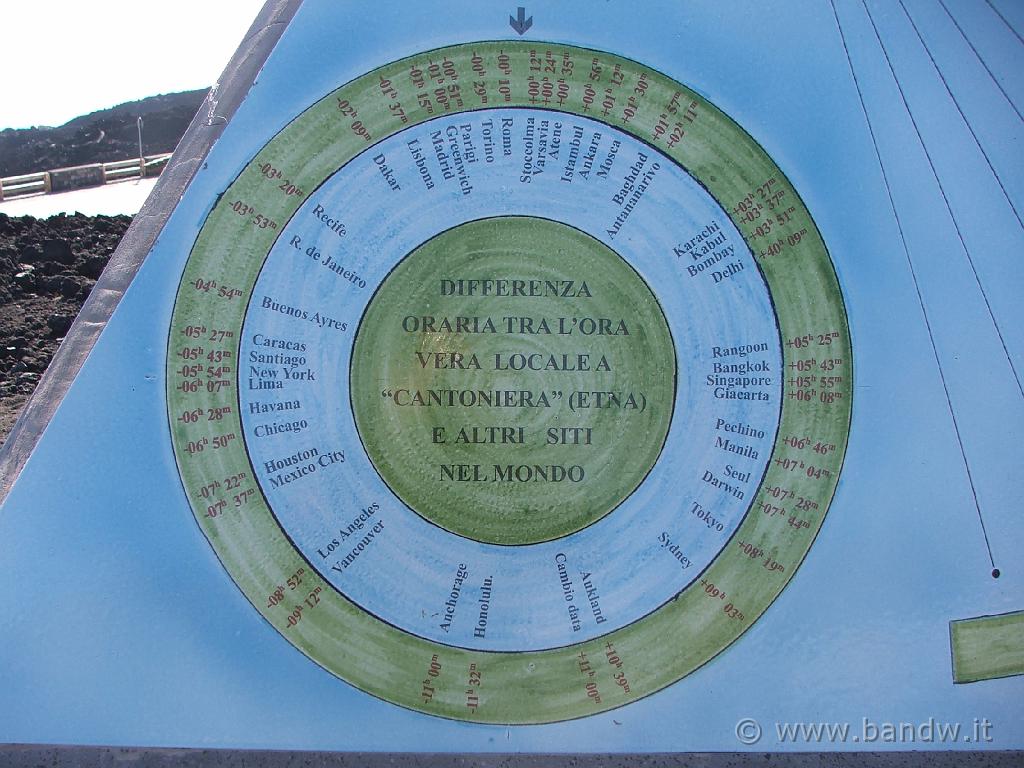 DIFFERENZA
ORARIA TRA L'ORA
VERA LOCALE A
“CANTONIERA” (ETNA)
E ALTRI SITI
NEL MONDO
-00ʰ 10ᵐ Roma
+00ʰ 12ᵐ Stoccolma
+00ʰ 24ᵐ Varsavia
+00ʰ 35ᵐ Atene
+00ʰ 56ᵐ Istambul
+01ʰ 12ᵐ Ankara
+01ʰ 30ᵐ Mosca
+01ʰ 57ᵐ Baghdad
+02ʰ 11ᵐ Antananarivo
+03ʰ 27ᵐ Karachi
+03ʰ 37ᵐ Kabul
+03ʰ 51ᵐ Bombay
+40ʰ 09ᵐ Delhi
+05ʰ 25ᵐ Rangoon
+05ʰ 43ᵐ Bangkok
+05ʰ 55ᵐ Singapore
+06ʰ 08ᵐ Giacarta
+06ʰ 46ᵐ Pechino
+07ʰ 04ᵐ Manila
+07ʰ 28ᵐ Seul
+07ʰ 44ᵐ Darwin
+08ʰ 19ᵐ Tokyo
+09ʰ 03ᵐ Sydney
+10ʰ 39ᵐ Aukland
+11ʰ 00ᵐ Cambio data
-11ʰ 32ᵐ Honolulu.
-11ʰ 00ᵐ Anchorage
-09ʰ 12ᵐ Vancouver
-08ʰ 52ᵐ Los Angeles
-07ʰ 37ᵐ Mexico City
-07ʰ 22ᵐ Houston
-06ʰ 50ᵐ Chicago
-06ʰ 28ᵐ Havana
-06ʰ 07ᵐ Lima
-05ʰ 54ᵐ New York
-05ʰ 43ᵐ Santiago
-05ʰ 27ᵐ Caracas
-04ʰ 54ᵐ Buenos Ayres
-03ʰ 53ᵐ R. de Janeiro
-03ʰ 20ᵐ Recife
-02ʰ 09ᵐ Dakar
-01ʰ 37ᵐ Lisbona
-01ʰ 15ᵐ Madrid
-01ʰ 00ᵐ Greenwich
-00ʰ 51ᵐ Parigi
-00ʰ 29ᵐ Torino
© www.bandw.it